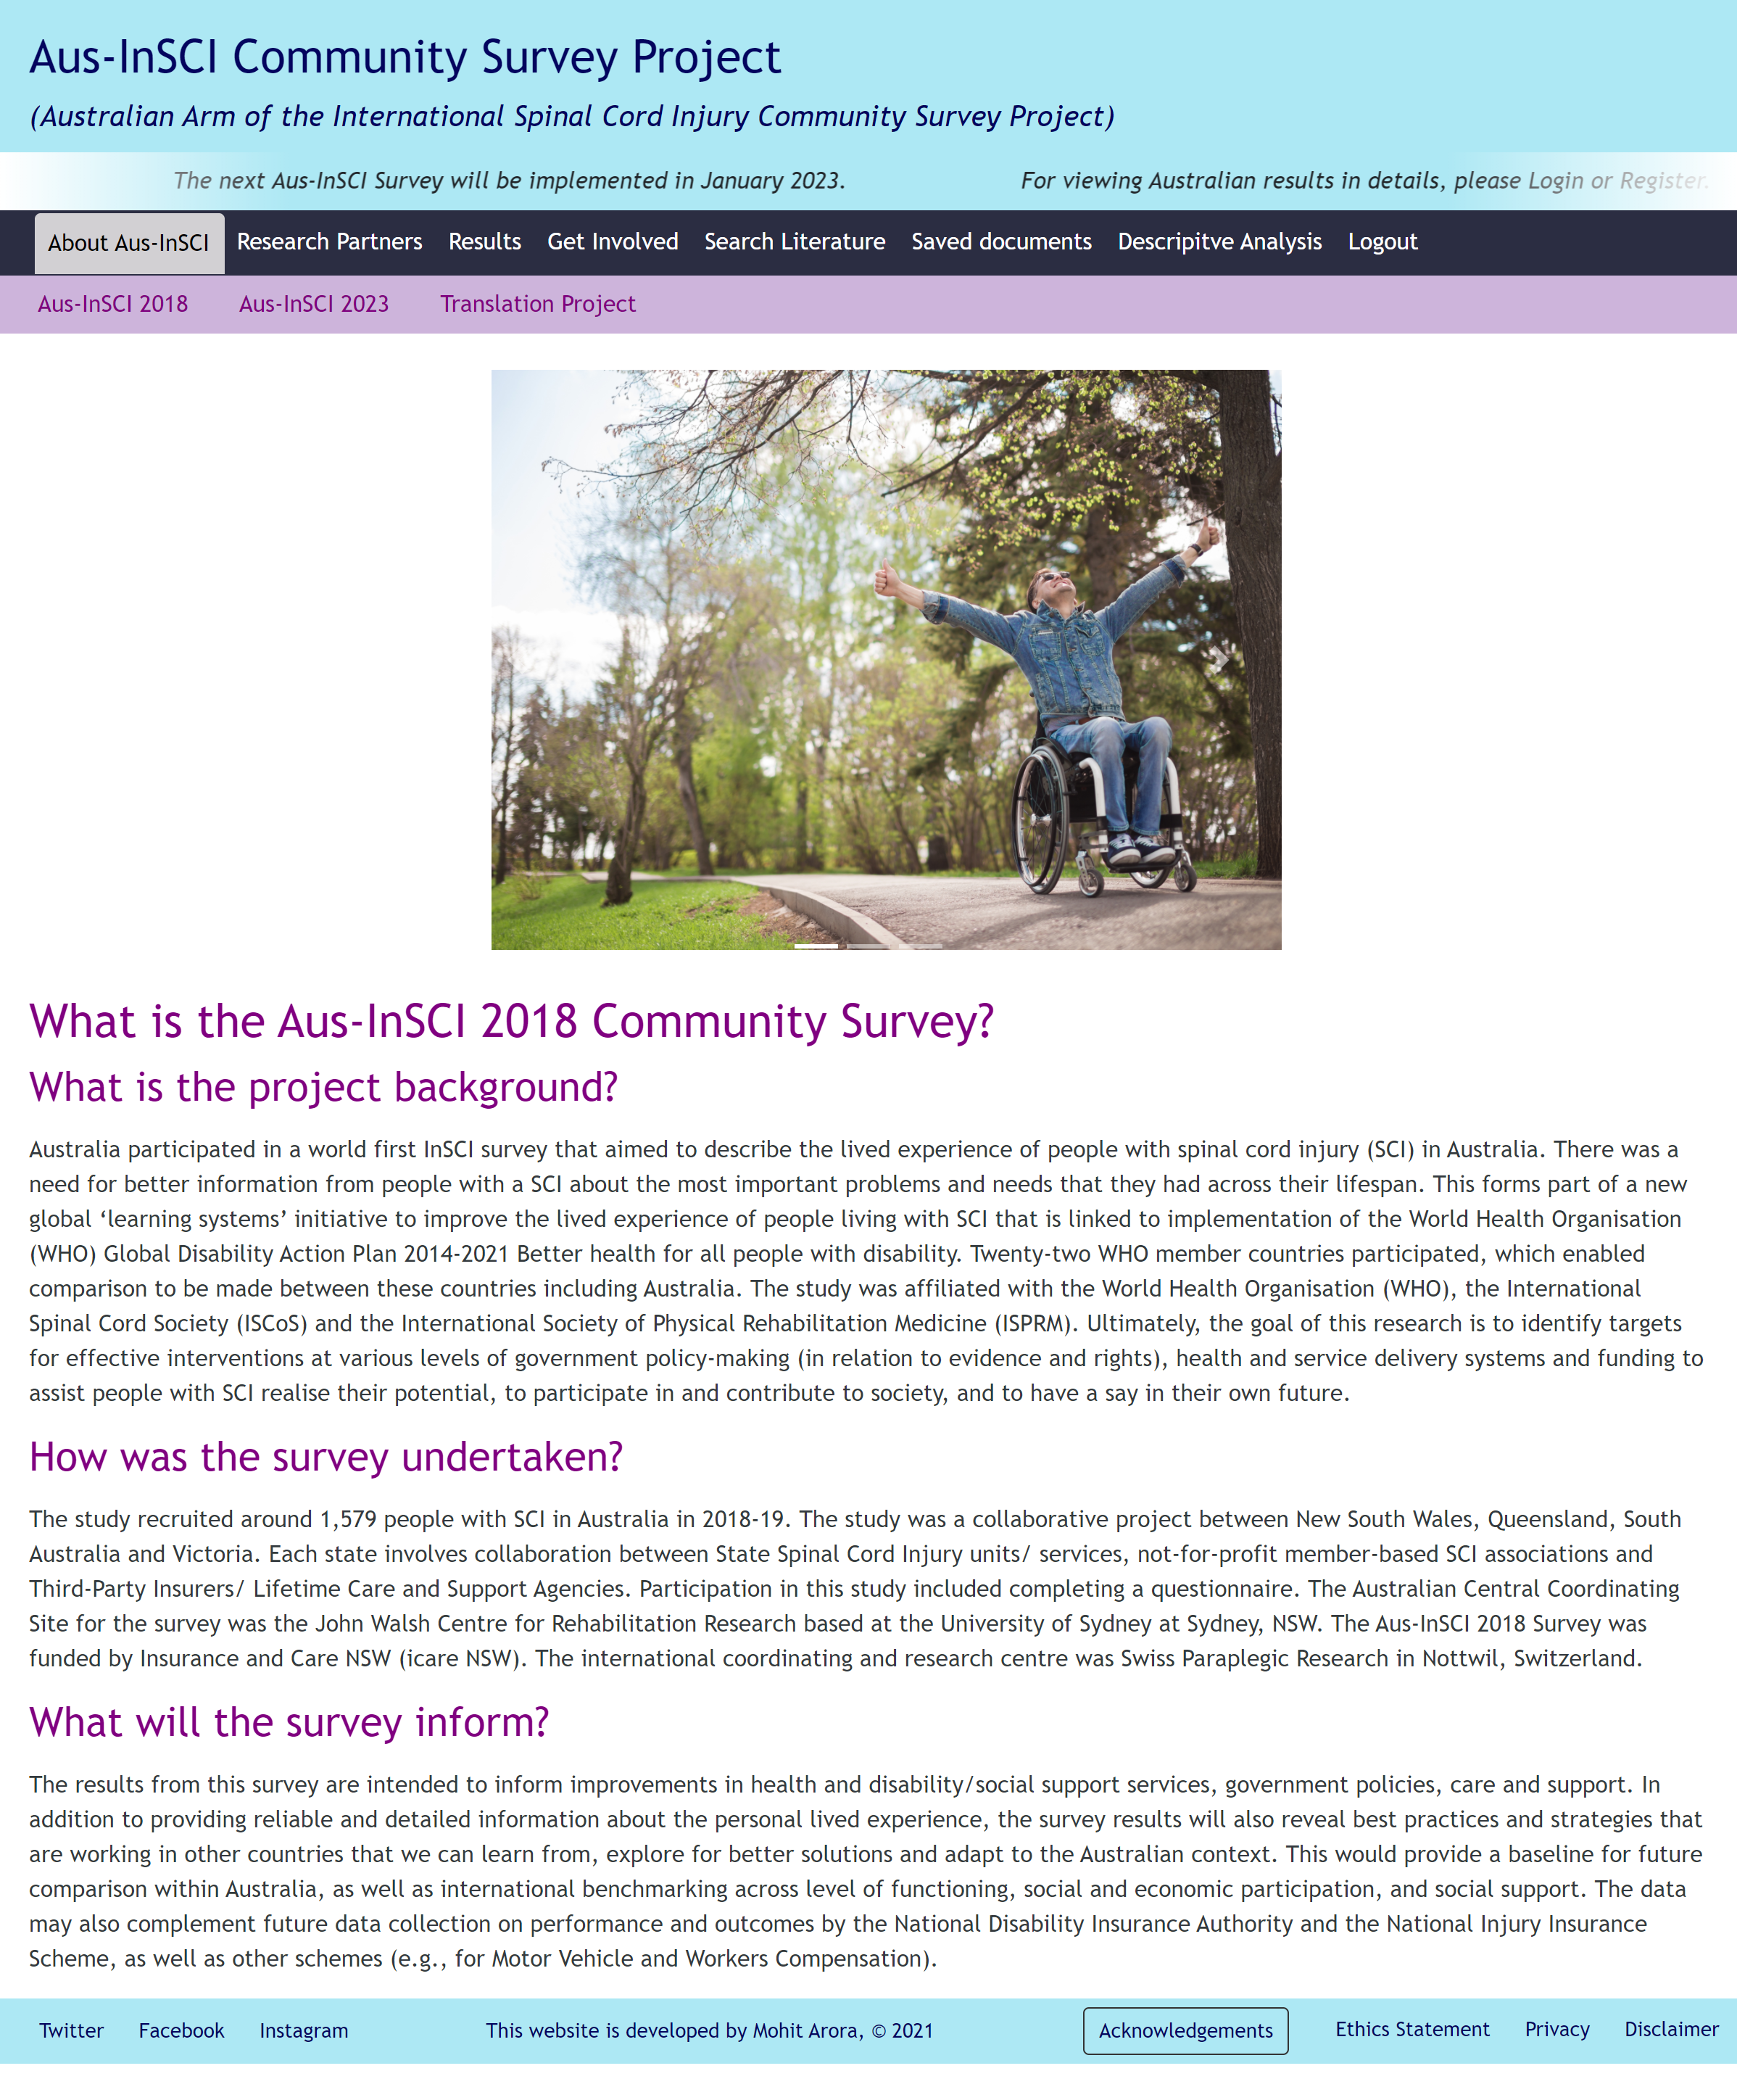 Aus-InSCI Community Survey Project
(Australian Arm of the International Spinal Cord Injury Community Survey Project)
The next Aus-InSCI Survey will be implemented in January 2023. For viewing Australian results in details, please Login or Register.
About Aus-InSCI Research Partners Results Get Involved Search Literature Saved documents Descripitve Analysis Logout
Aus-InSCI 2018 Aus-InSCI 2023 Translation Project
What is the Aus-InSCI 2018 Community Survey?
What is the project background?
Australia participated in a world first InSCI survey that aimed to describe the lived experience of people with spinal cord injury (SCI) in Australia. There was a
need for better information from people with a SCI about the most important problems and needs that they had across their lifespan. This forms part of a new
global ‘learning systems’ initiative to improve the lived experience of people living with SCI that is linked to implementation of the World Health Organisation
(WHO) Global Disability Action Plan 2014-2021 Better health for all people with disability. Twenty-two WHO member countries participated, which enabled
comparison to be made between these countries including Australia. The study was affiliated with the World Health Organisation (WHO), the International
Spinal Cord Society (ISCoS) and the International Society of Physical Rehabilitation Medicine (ISPRM). Ultimately, the goal of this research is to identify targets
for effective interventions at various levels of government policy-making (in relation to evidence and rights), health and service delivery systems and funding to
assist people with SCI realise their potential, to participate in and contribute to society, and to have a say in their own future.
How was the survey undertaken?
The study recruited around 1,579 people with SCI in Australia in 2018-19. The study was a collaborative project between New South Wales, Queensland, South
Australia and Victoria. Each state involves collaboration between State Spinal Cord Injury units/ services, not-for-profit member-based SCI associations and
Third-Party Insurers/ Lifetime Care and Support Agencies. Participation in this study included completing a questionnaire. The Australian Central Coordinating
Site for the survey was the John Walsh Centre for Rehabilitation Research based at the University of Sydney at Sydney, NSW. The Aus-InSCI 2018 Survey was
funded by Insurance and Care NSW (icare NSW). The international coordinating and research centre was Swiss Paraplegic Research in Nottwil, Switzerland.
What will the survey inform?
The results from this survey are intended to inform improvements in health and disability/social support services, government policies, care and support. In
addition to providing reliable and detailed information about the personal lived experience, the survey results will also reveal best practices and strategies that
are working in other countries that we can learn from, explore for better solutions and adapt to the Australian context. This would provide a baseline for future
comparison within Australia, as well as international benchmarking across level of functioning, social and economic participation, and social support. The data
may also complement future data collection on performance and outcomes by the National Disability Insurance Authority and the National Injury Insurance
Scheme, as well as other schemes (e.g., for Motor Vehicle and Workers Compensation).
Twitter Facebook Instagram This website is developed by Mohit Arora, © 2021 Acknowledgements Ethics Statement Privacy Disclaimer